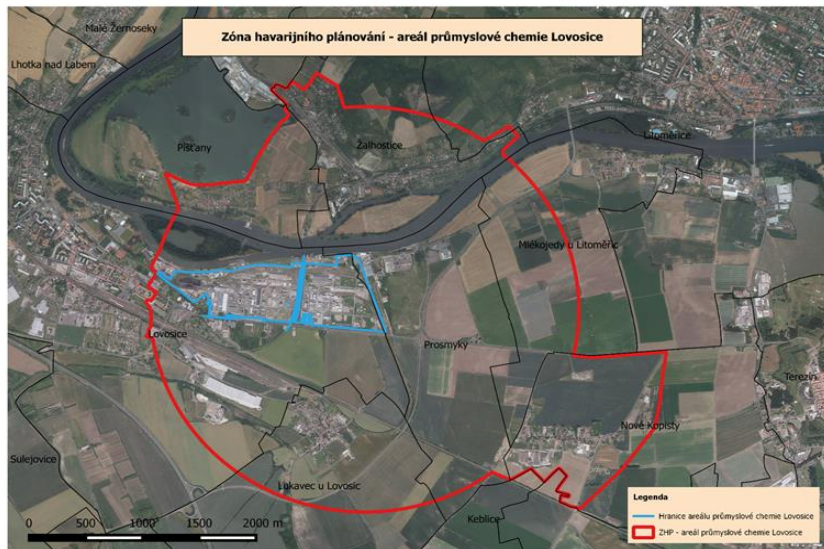 Zóna havarijního plánování - areál průmyslové chemie Lovosice
Malé Žernoseky
Lhotka nad Labem
Píšťany
Žalhostice
Litoměřice
Mlékojedy u Litoměřic
Lovosice
Prosmyky
Terezín
Nové Kopisty
Sulejovice
Lukavec u Lovosic
Keblice
0 500 1000 1500 2000 m
Legenda
Hranice areálu průmyslové chemie Lovosice
ZHP - areál průmyslové chemie Lovosice